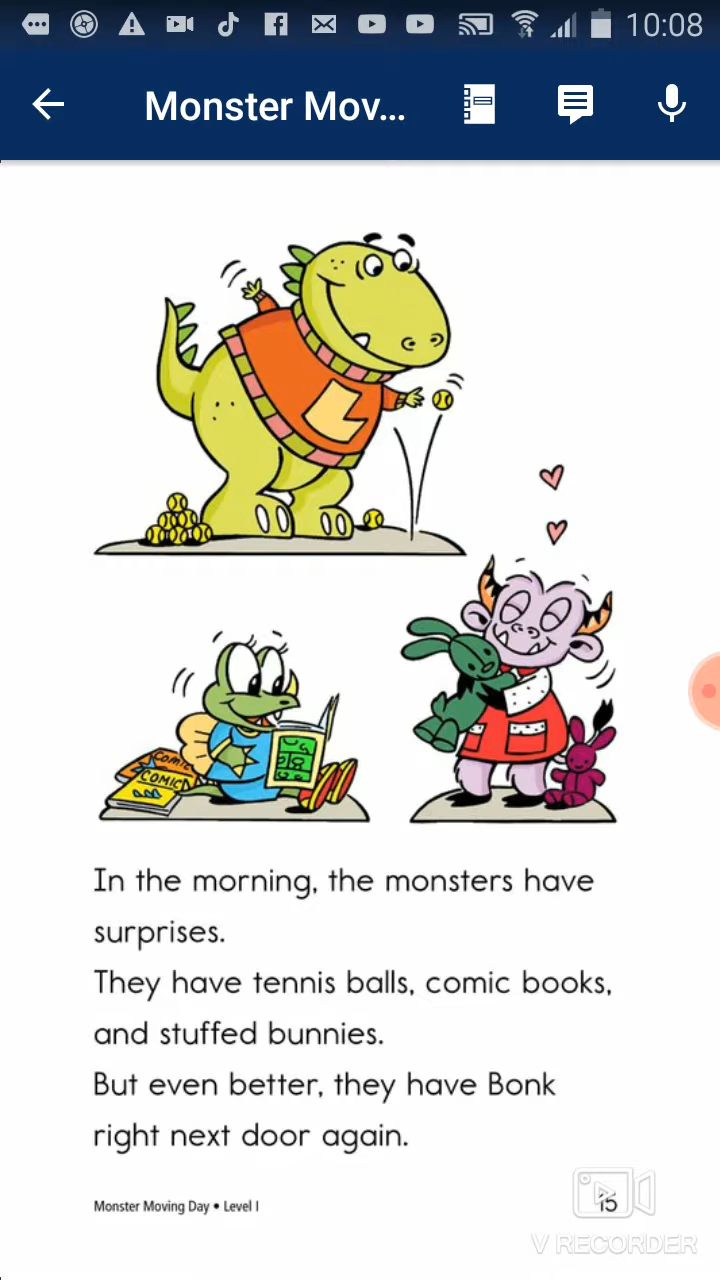 10:08
Monster Mov...
L
COMIC
COMIC
In the morning, the monsters have
surprises.
They have tennis balls, comic books,
and stuffed bunnies.
But even better, they have Bonk
right next door again.
Monster Moving Day • Level I
15
V RECORDER